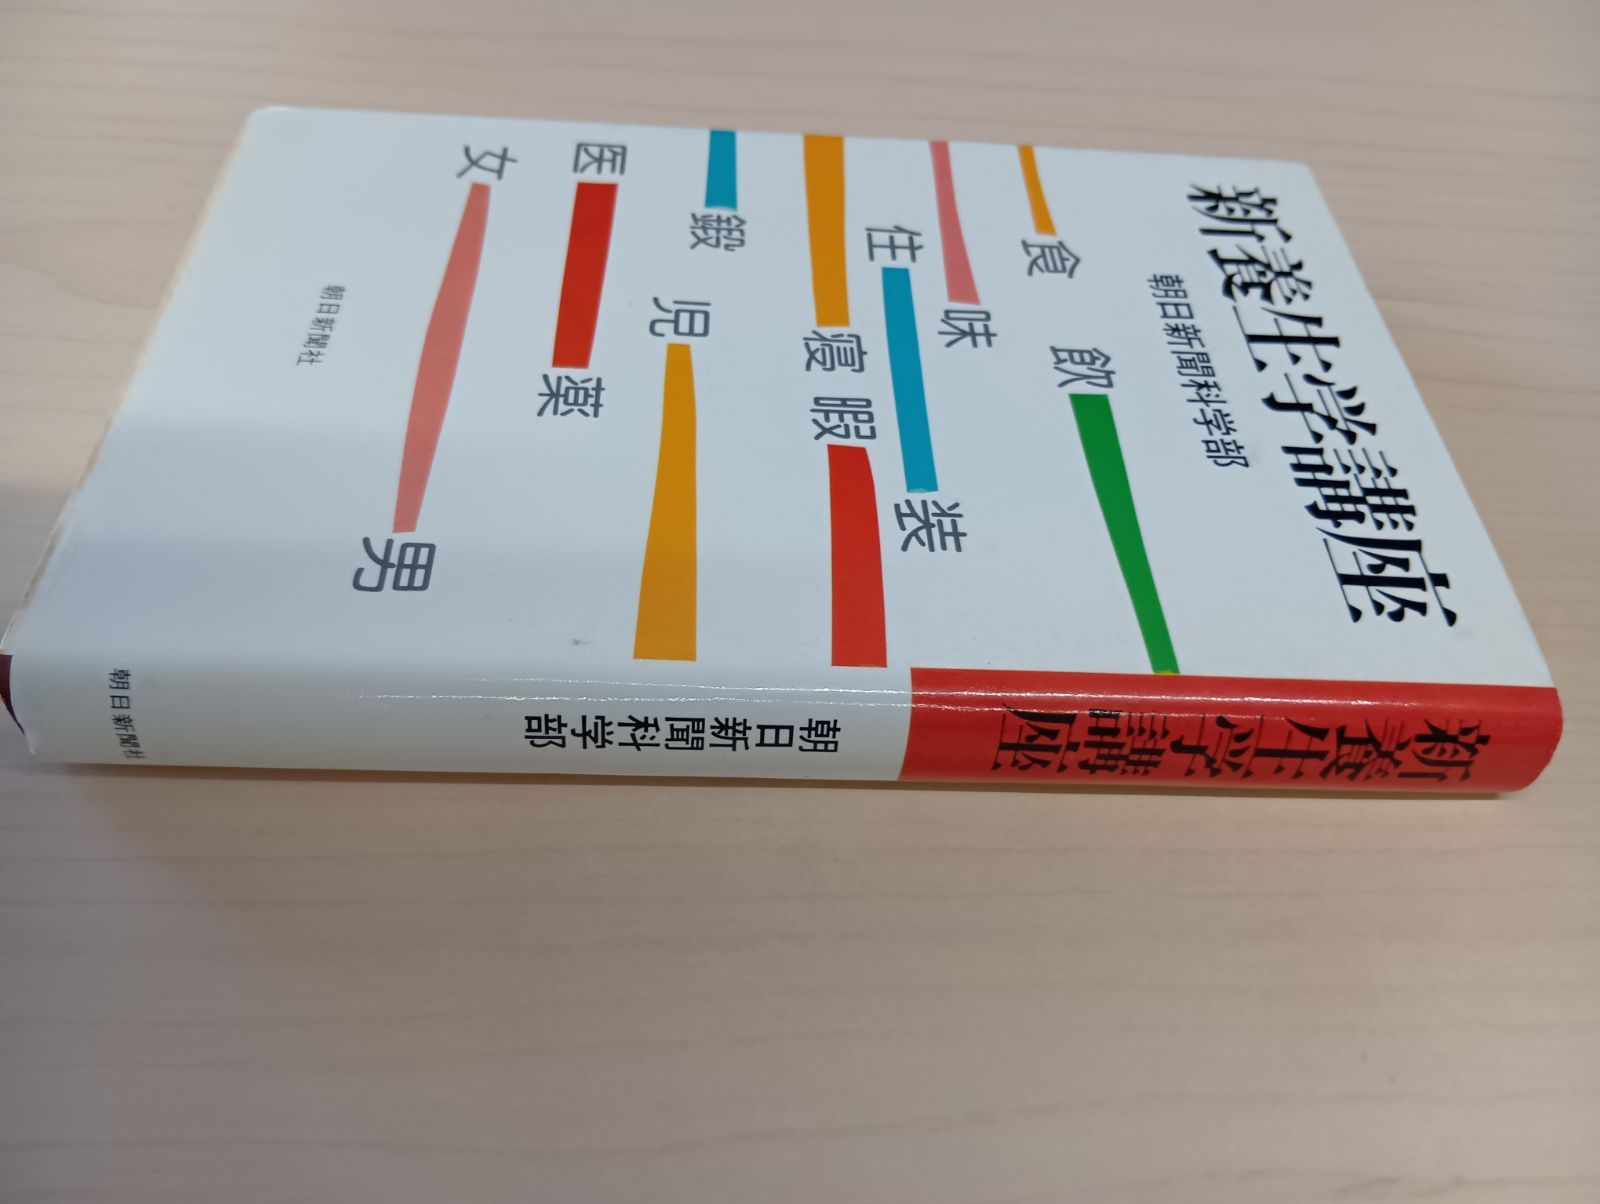 新養生学講座
朝日新聞科学部
食
飲
味
住
装
寝
暇
鍛
児
医
薬
女
男
朝日新聞社
新養生学講座
朝日新聞科学部
朝日新聞社